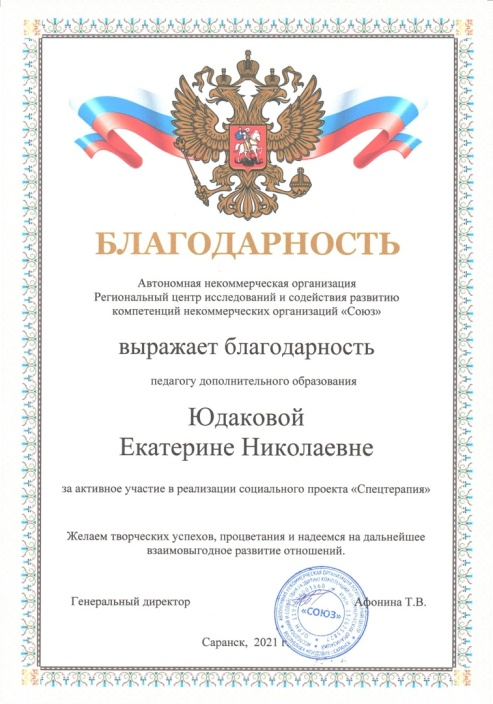 БЛАГОДАРНОСТЬ
Автономная некоммерческая организация
Региональный центр исследований и содействия развитию
компетенций некоммерческих организаций «Союз»
выражает благодарность
педагогу дополнительного образования
Юдаковой
Екатерине Николаевне
за активное участие в реализации социального проекта «Спецтерапия»
Желаем творческих успехов, процветания и надеемся на дальнейшее
взаимовыгодное развитие отношений.
Генеральный директор
Афонина Т.В.
«СОЮЗ»
Саранск, 2021 г.